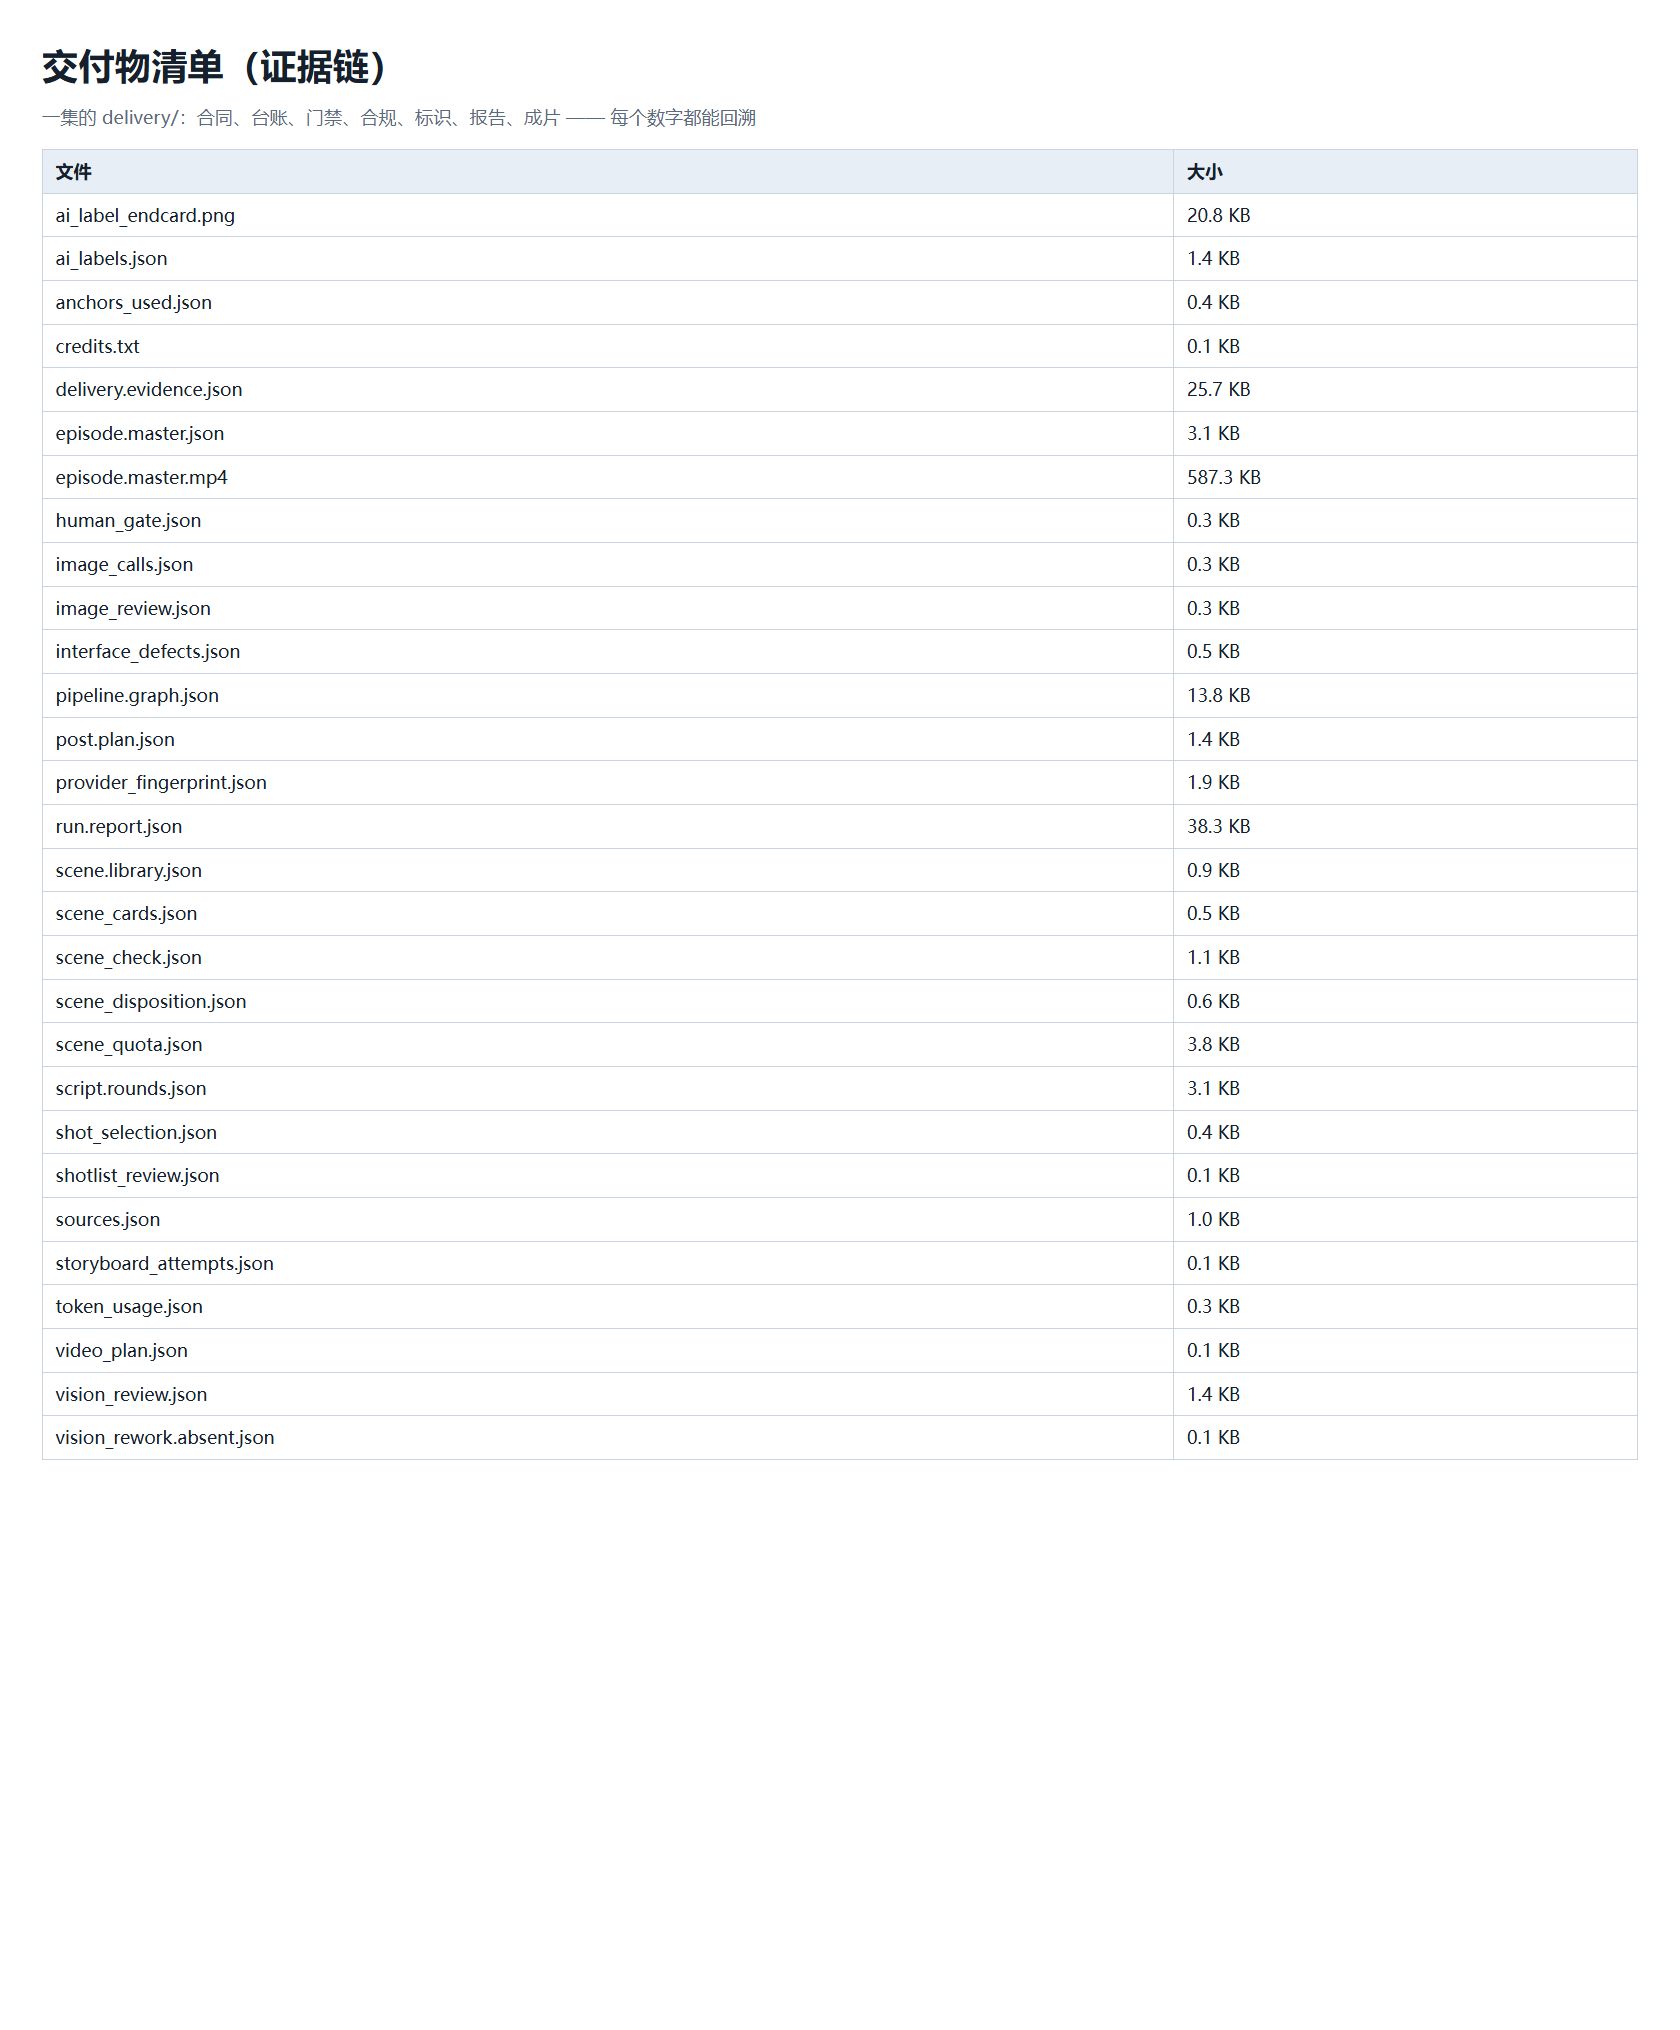 交付物清单（证据链）
一集的 delivery/：合同、台账、门禁、合规、标识、报告、成片 —— 每个数字都能回溯
文件 大小
ai_label_endcard.png 20.8 KB
ai_labels.json 1.4 KB
anchors_used.json 0.4 KB
credits.txt 0.1 KB
delivery.evidence.json 25.7 KB
episode.master.json 3.1 KB
episode.master.mp4 587.3 KB
human_gate.json 0.3 KB
image_calls.json 0.3 KB
image_review.json 0.3 KB
interface_defects.json 0.5 KB
pipeline.graph.json 13.8 KB
post.plan.json 1.4 KB
provider_fingerprint.json 1.9 KB
run.report.json 38.3 KB
scene.library.json 0.9 KB
scene_cards.json 0.5 KB
scene_check.json 1.1 KB
scene_disposition.json 0.6 KB
scene_quota.json 3.8 KB
script.rounds.json 3.1 KB
shot_selection.json 0.4 KB
shotlist_review.json 0.1 KB
sources.json 1.0 KB
storyboard_attempts.json 0.1 KB
token_usage.json 0.3 KB
video_plan.json 0.1 KB
vision_review.json 1.4 KB
vision_rework.absent.json 0.1 KB